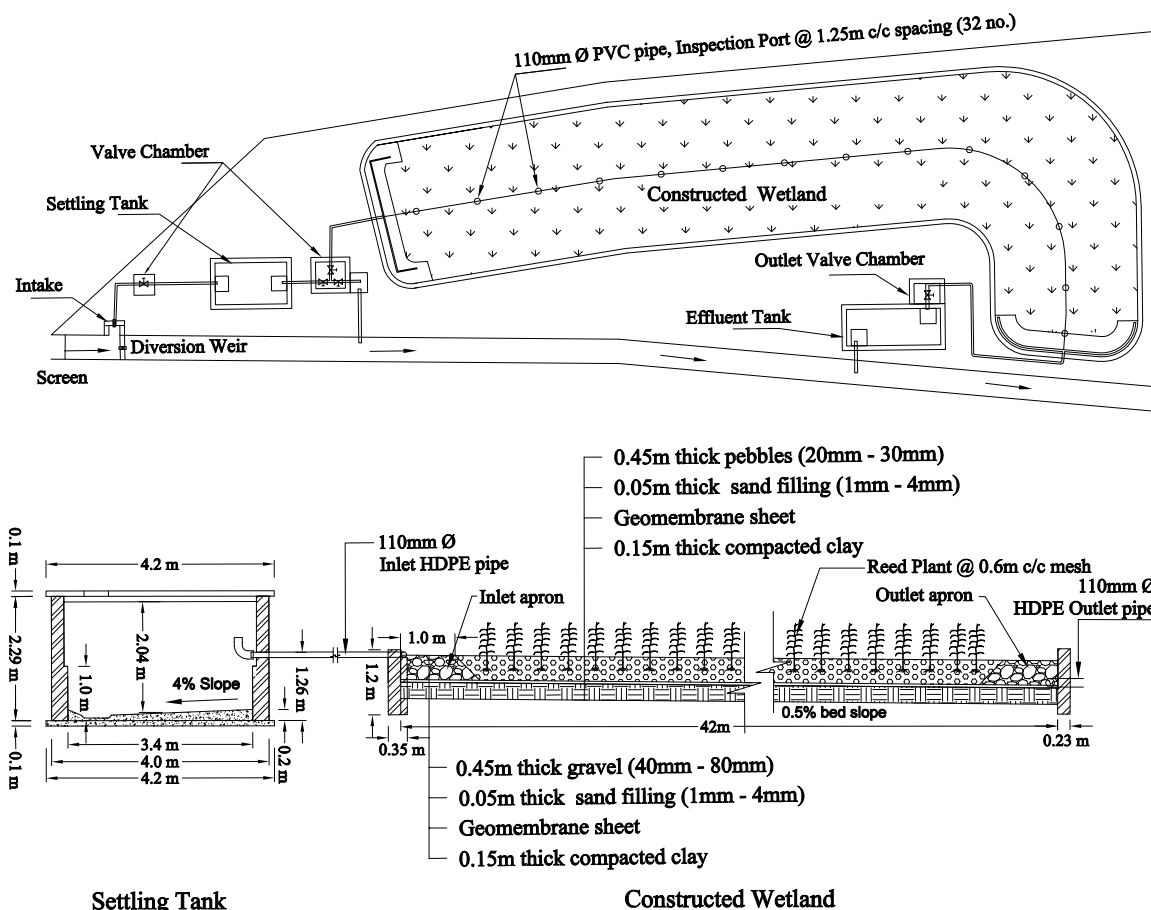 110mm Ø PVC pipe, Inspection Port @ 1.25m c/c spacing (32 no.)
Valve Chamber
Settling Tank
Constructed Wetland
Intake
Outlet Valve Chamber
Effluent Tank
Diversion Weir
Screen
0.45m thick pebbles (20mm - 30mm)
0.05m thick sand filling (1mm - 4mm)
Geomembrane sheet
0.15m thick compacted clay
0.1 m
4.2 m
110mm Ø
Inlet HDPE pipe
Reed Plant @ 0.6m c/c mesh
110mm Ø
HDPE Outlet pipe
Inlet apron
Outlet apron
1.0 m
2.29 m
2.04 m
1.0 m
4% Slope
1.26 m
1.2 m
0.5% bed slope
42m
0.35 m
0.23 m
3.4 m
4.0 m
4.2 m
0.2 m
0.1 m
0.45m thick gravel (40mm - 80mm)
0.05m thick sand filling (1mm - 4mm)
Geomembrane sheet
0.15m thick compacted clay
Settling Tank
Constructed Wetland